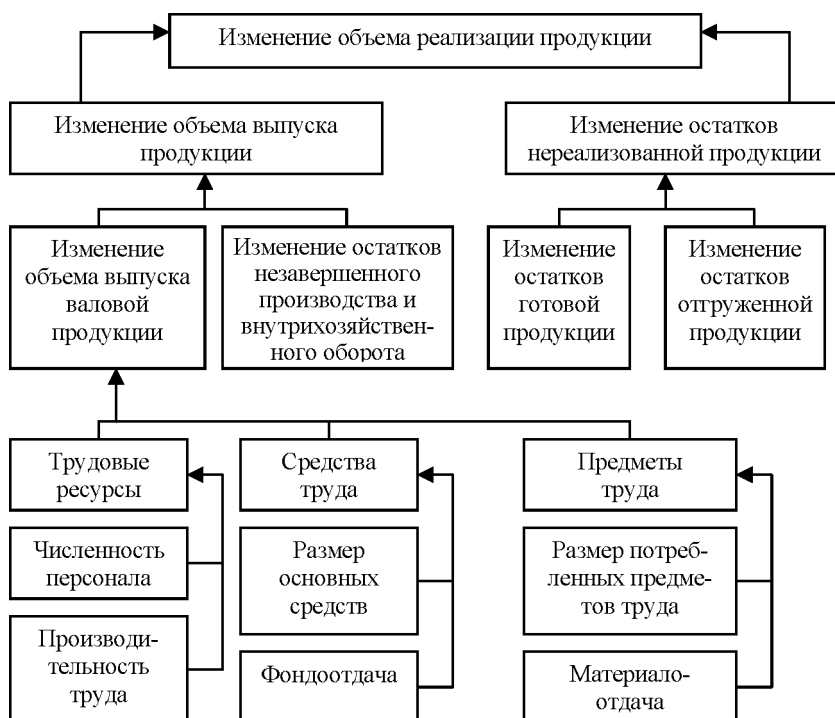 Изменение объема реализации продукции
Изменение объема выпуска
продукции
Изменение остатков
нереализованной продукции
Изменение
объема выпуска
валовой
продукции
Изменение остатков
незавершенного
производства и
внутрихозяйствен-
ного оборота
Изменение
остатков
готовой
продукции
Изменение
остатков
отгруженной
продукции
Трудовые
ресурсы
Средства
труда
Предметы
труда
Численность
персонала
Размер
основных
средств
Размер потреб-
ленных предме-
тов труда
Производи-
тельность
труда
Фондоотдача
Материало-
отдача